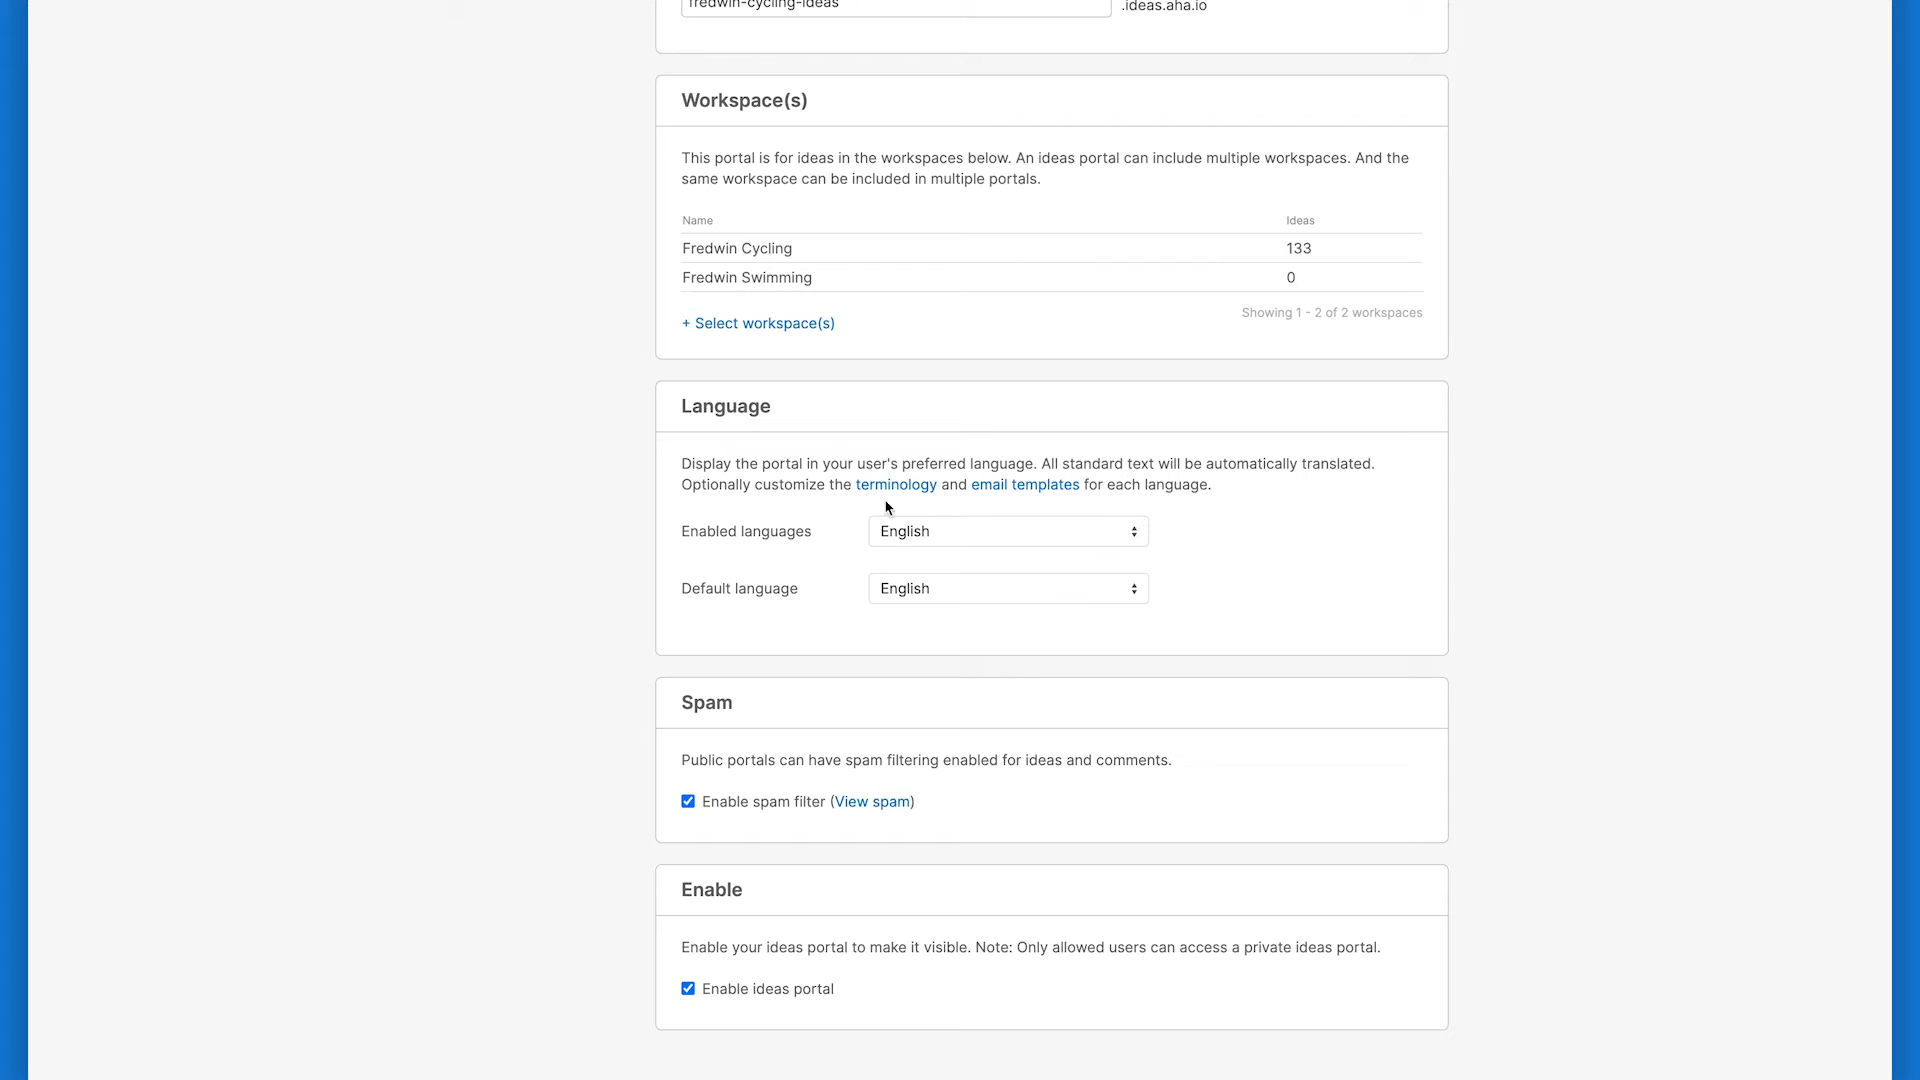 fredwin-cycling-ideas .ideas.aha.io
Workspace(s)
This portal is for ideas in the workspaces below. An ideas portal can include multiple workspaces. And the
same workspace can be included in multiple portals.
Name Ideas
Fredwin Cycling 133
Fredwin Swimming 0
Showing 1 - 2 of 2 workspaces
+ Select workspace(s)
Language
Display the portal in your user's preferred language. All standard text will be automatically translated.
Optionally customize the terminology and email templates for each language.
Enabled languages English
Default language English
Spam
Public portals can have spam filtering enabled for ideas and comments.
Enable spam filter (View spam)
Enable
Enable your ideas portal to make it visible. Note: Only allowed users can access a private ideas portal.
Enable ideas portal